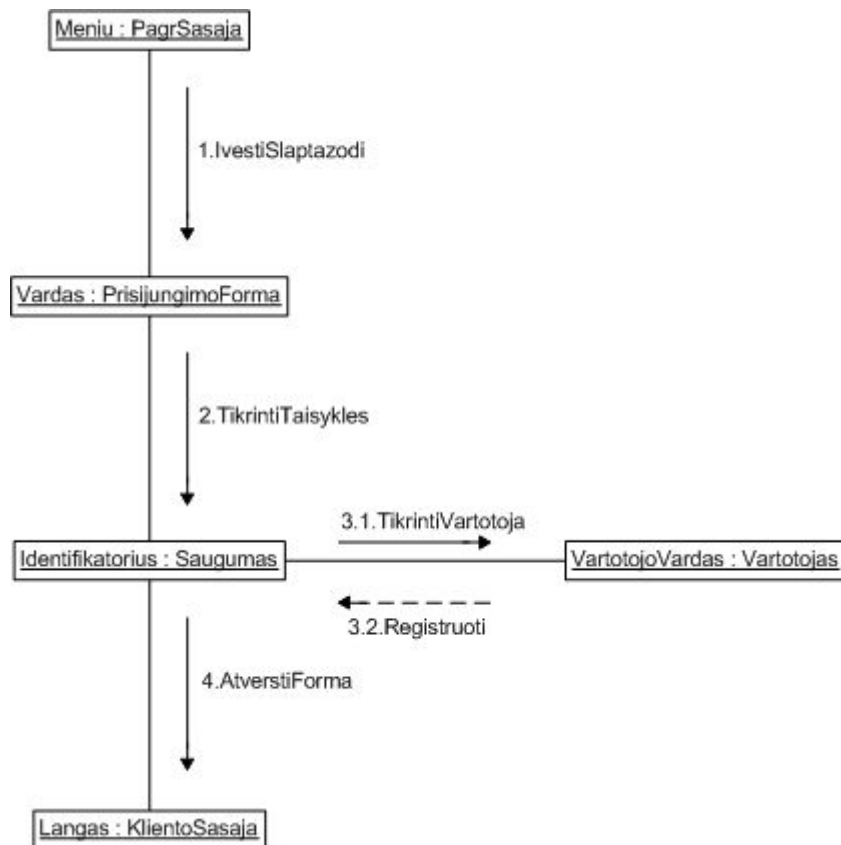 Meniu : PagrSasaja
1.IvestiSlaptazodi
Vardas : PrisijungimoForma
2.TikrintiTaisykles
3.1.TikrintiVartotoja
Identifikatorius : Saugumas
VartotojoVardas : Vartotojas
3.2.Registruoti
4.AtverstiForma
Langas : KlientoSasaja